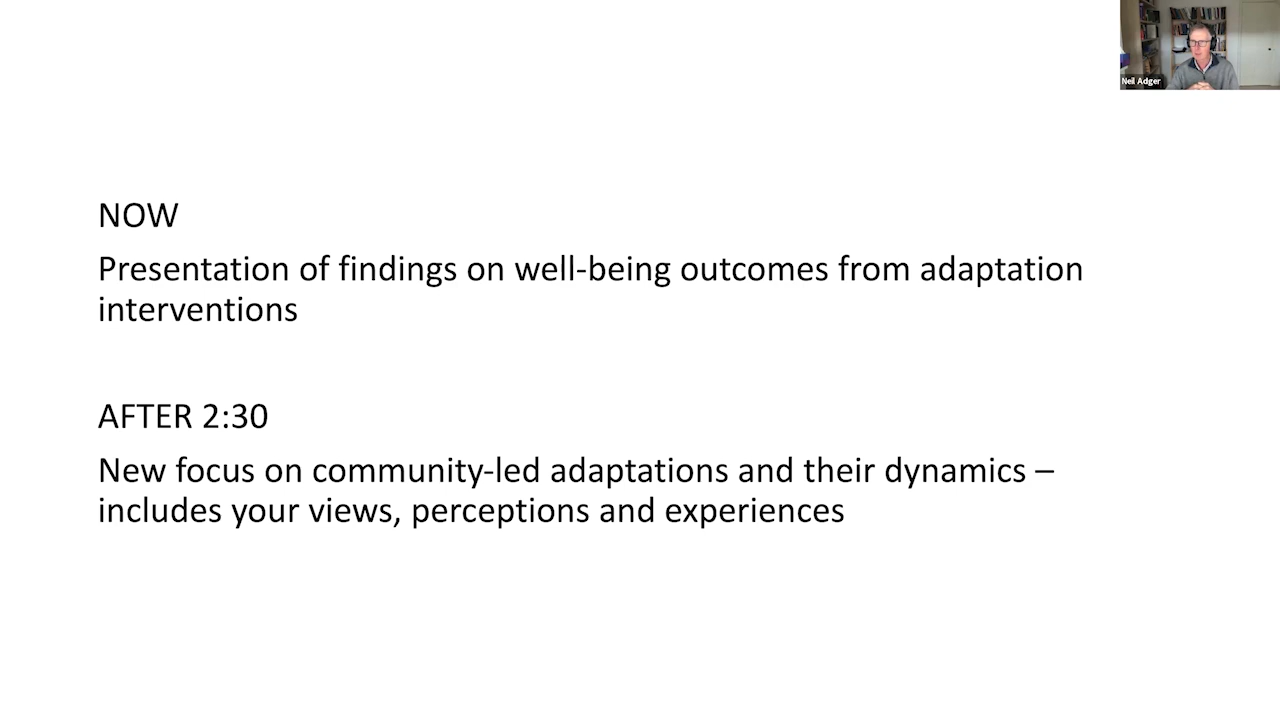 Neil Adger
NOW
Presentation of findings on well-being outcomes from adaptation
interventions
AFTER 2:30
New focus on community-led adaptations and their dynamics –
includes your views, perceptions and experiences